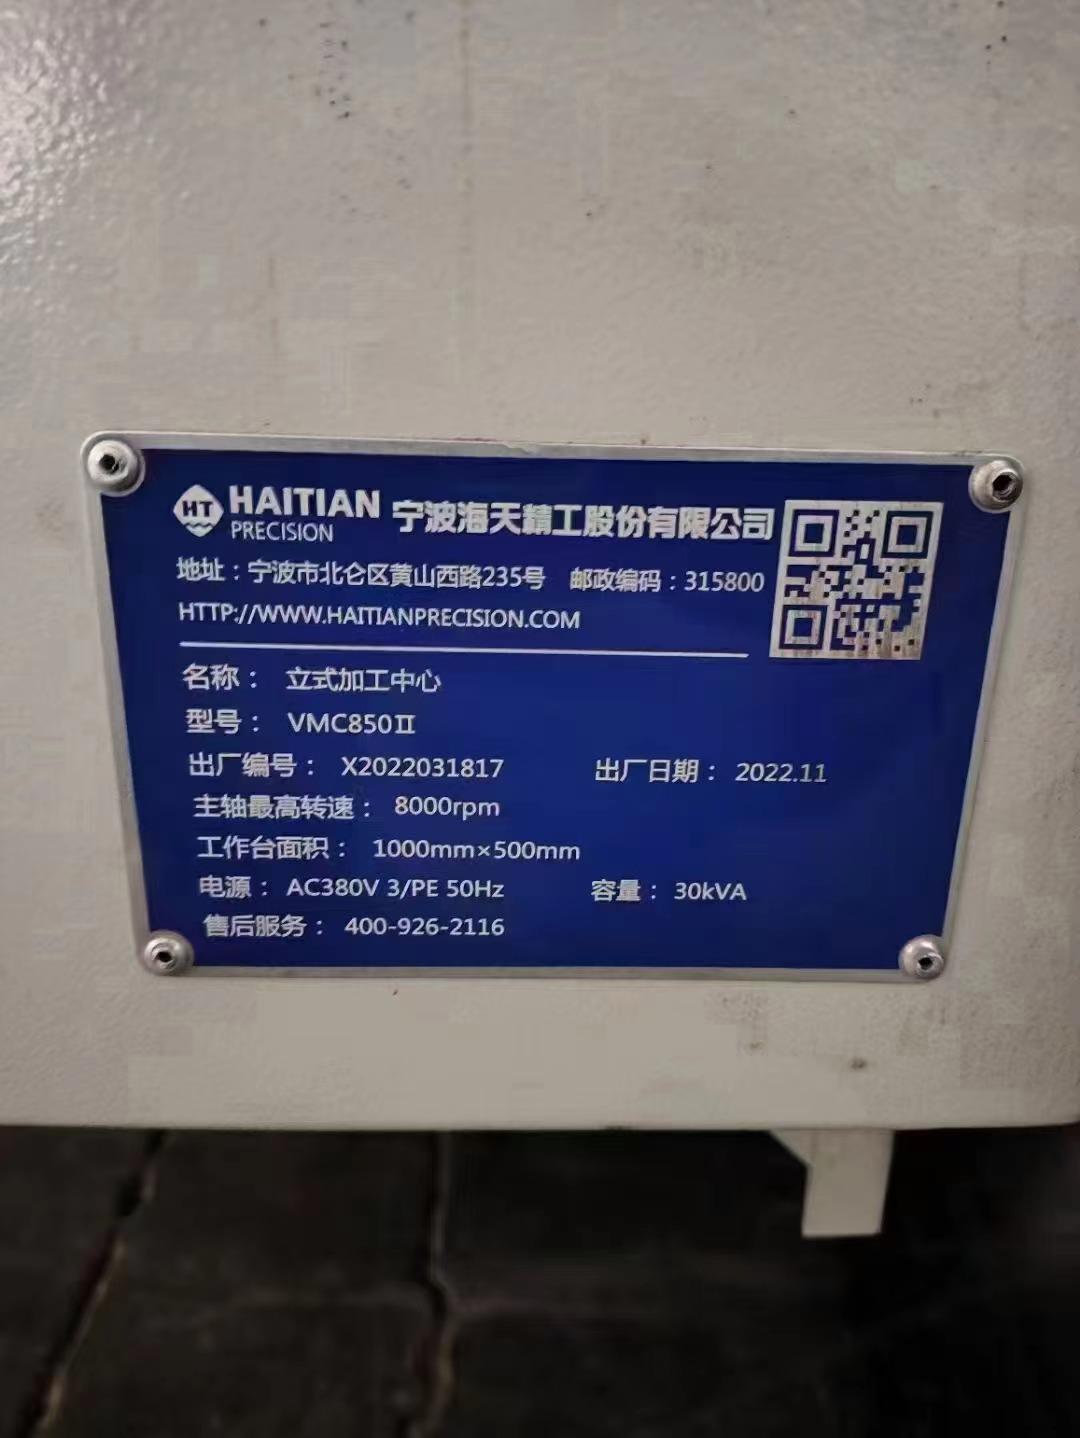 HT HAITIAN PRECISION 宁波海天精工股份有限公司
地址：宁波市北仑区黄山西路235号 邮政编码：315800
HTTP://WWW.HAITIANPRECISION.COM
名称： 立式加工中心
型号： VMC850Ⅱ
出厂编号： X2022031817 出厂日期： 2022.11
主轴最高转速： 8000rpm
工作台面积： 1000mm×500mm
电源： AC380V 3/PE 50Hz 容量： 30kVA
售后服务： 400-926-2116